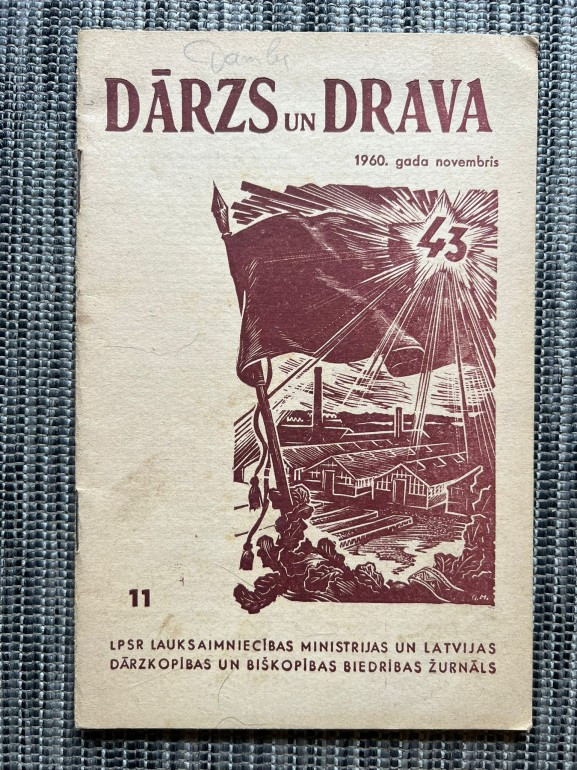 DĀRZS UN DRAVA
1960. gada novembris
43
11
G. M.
LPSR LAUKSAIMNIECĪBAS MINISTRIJAS UN LATVIJAS
DĀRZKOPĪBAS UN BIŠKOPĪBAS BIEDRĪBAS ŽURNĀLS